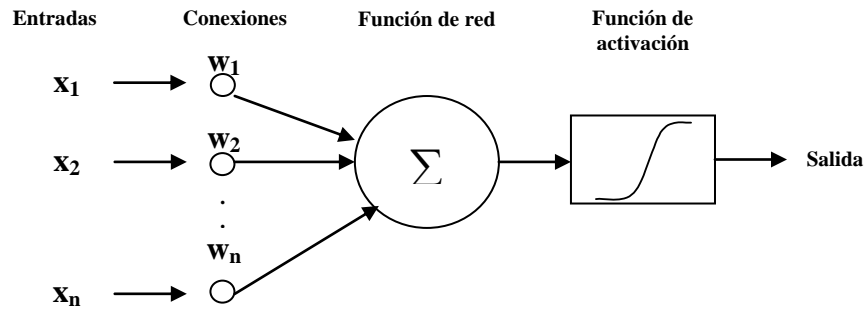 Entradas Conexiones Función de red Función de
activación
w₁
x₁
w₂
x₂
Σ
Salida
.
.
wₙ
xₙ